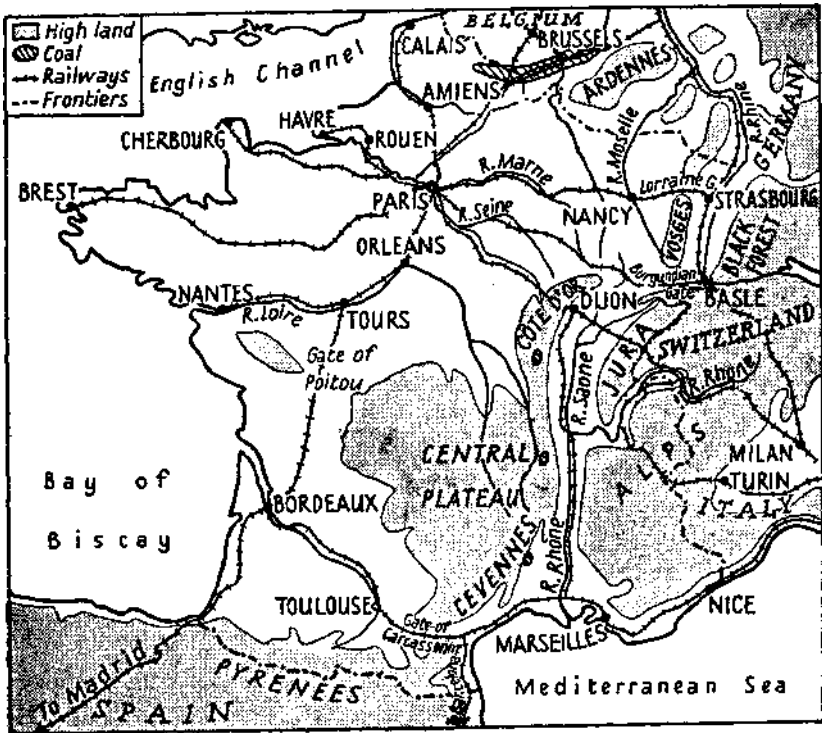 High land
Coal
Railways
Frontiers
BELGIUM
CALAIS
BRUSSELS
English Channel
ARDENNES
AMIENS
GERMANY
R. Rhine
HAVRE
ROUEN
CHERBOURG
R. Moselle
R. Marne
Lorraine G.
BREST
PARIS
STRASBOURG
R. Seine
NANCY
VOSGES
BLACK FOREST
ORLEANS
Burgundian Gate
NANTES
R. Loire
TOURS
COTE D'OR
DIJON
BASLE
SWITZERLAND
Gate of
Poitou
JURA
R. Saone
R. Rhône
CENTRAL
PLATEAU
ALPS
MILAN
TURIN
ITALY
Bay of
Biscay
BORDEAUX
CEVENNES
R. Rhône
TOULOUSE
Gate of
Carcassonne
NICE
MARSEILLES
PYRENEES
Mediterranean Sea
To Madrid
SPAIN